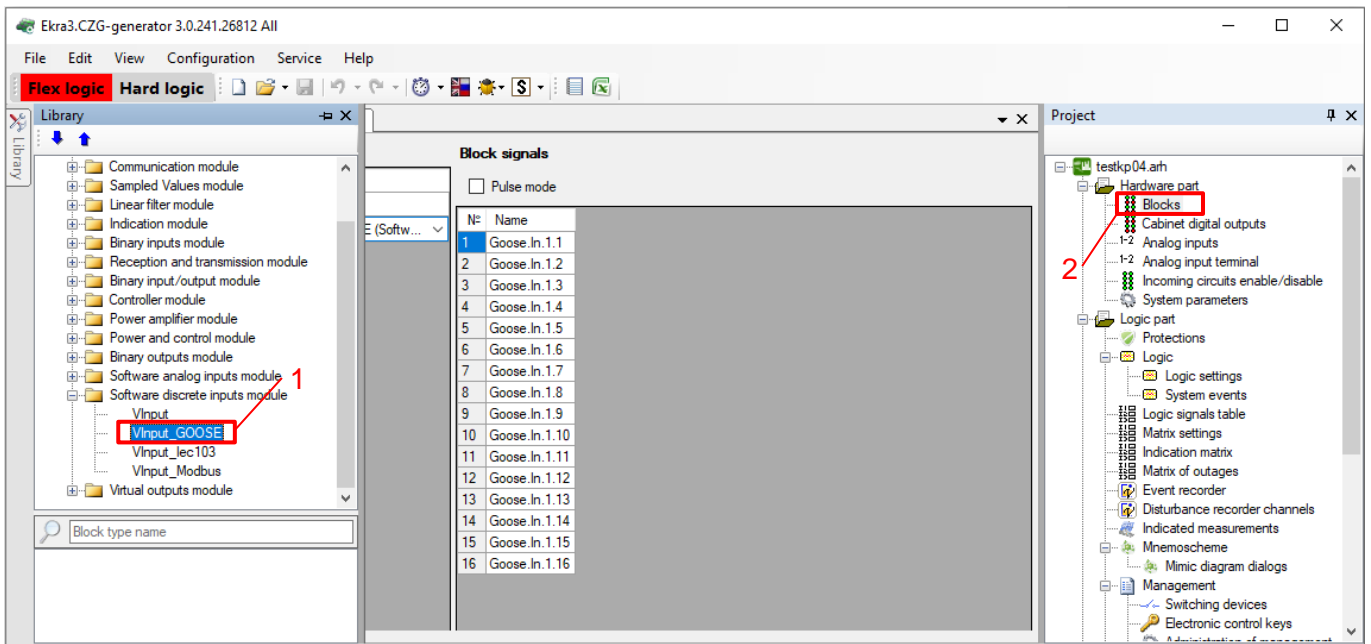 Ekra3.CZG-generator 3.0.241.26812 All
File Edit View Configuration Service Help
Flex logic Hard logic
Library
Library
Communication module
Sampled Values module
Linear filter module
Indication module
Binary inputs module
Reception and transmission module
Binary input/output module
Controller module
Power amplifier module
Power and control module
Binary outputs module
Software analog inputs module
1
Software discrete inputs module
VInput
VInput_GOOSE
VInput_Iec103
VInput_Modbus
Virtual outputs module
Block type name
E (Softw...
Block signals
Pulse mode
№ Name
1 Goose.In.1.1
2 Goose.In.1.2
3 Goose.In.1.3
4 Goose.In.1.4
5 Goose.In.1.5
6 Goose.In.1.6
7 Goose.In.1.7
8 Goose.In.1.8
9 Goose.In.1.9
10 Goose.In.1.10
11 Goose.In.1.11
12 Goose.In.1.12
13 Goose.In.1.13
14 Goose.In.1.14
15 Goose.In.1.15
16 Goose.In.1.16
Project
testkp04.arh
Hardware part
Blocks
Cabinet digital outputs
1-2 Analog inputs
2
1-2 Analog input terminal
Incoming circuits enable/disable
System parameters
Logic part
Protections
Logic
Logic settings
System events
Logic signals table
Matrix settings
Indication matrix
Matrix of outages
Event recorder
Disturbance recorder channels
Indicated measurements
Mnemoscheme
Mimic diagram dialogs
Management
Switching devices
Electronic control keys
Administration of management